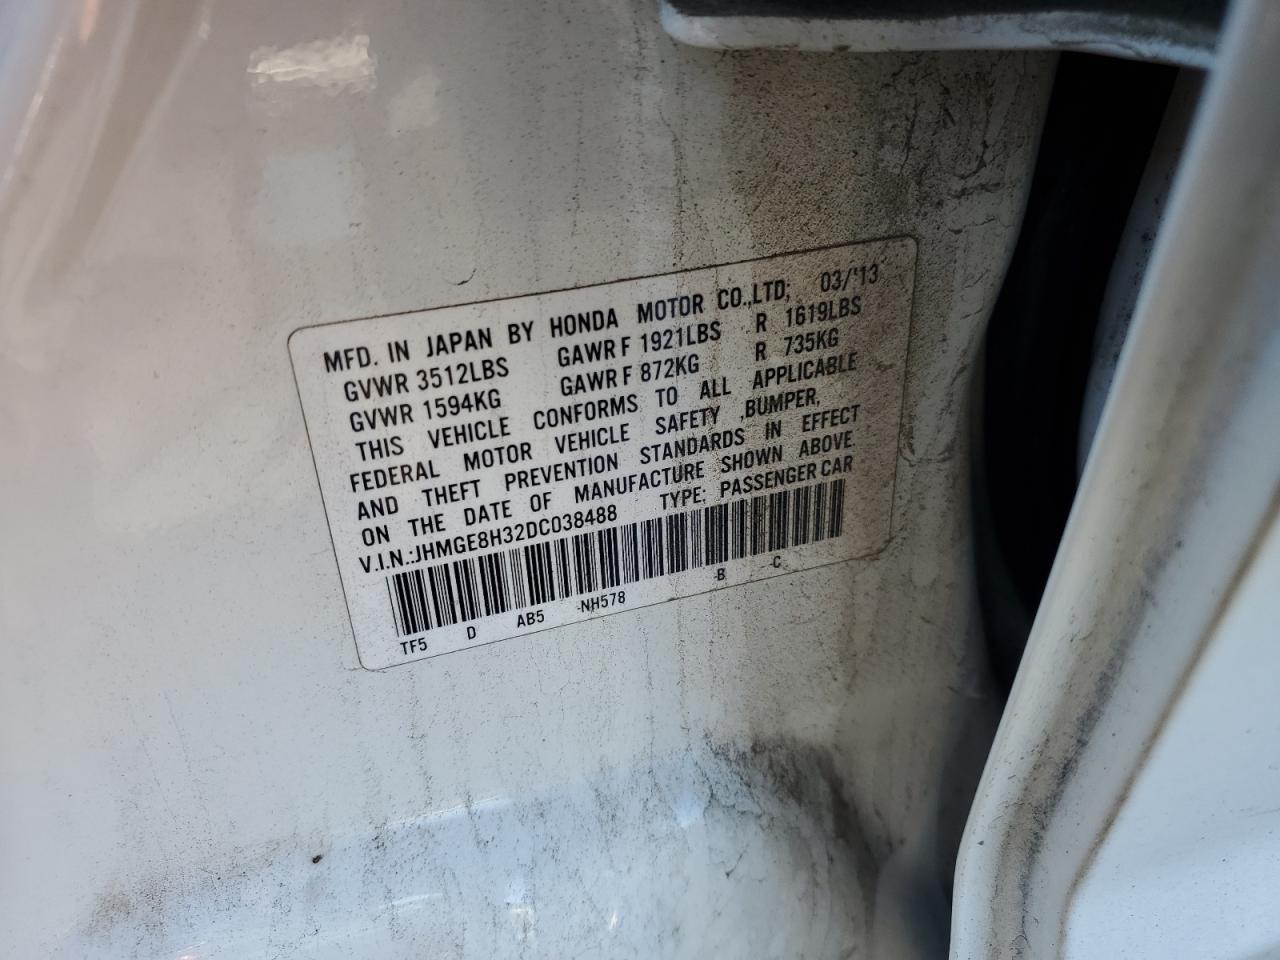 MFD. IN JAPAN BY HONDA MOTOR CO.,LTD; 03/'13
GVWR 3512LBS GAWR F 1921LBS R 1619LBS
GVWR 1594KG GAWR F 872KG R 735KG
THIS VEHICLE CONFORMS TO ALL APPLICABLE
FEDERAL MOTOR VEHICLE SAFETY ,BUMPER,
AND THEFT PREVENTION STANDARDS IN EFFECT
ON THE DATE OF MANUFACTURE SHOWN ABOVE.
V.I.N.:JHMGE8H32DC038488 TYPE: PASSENGER CAR
TF5 D AB5 -NH578 -B -C